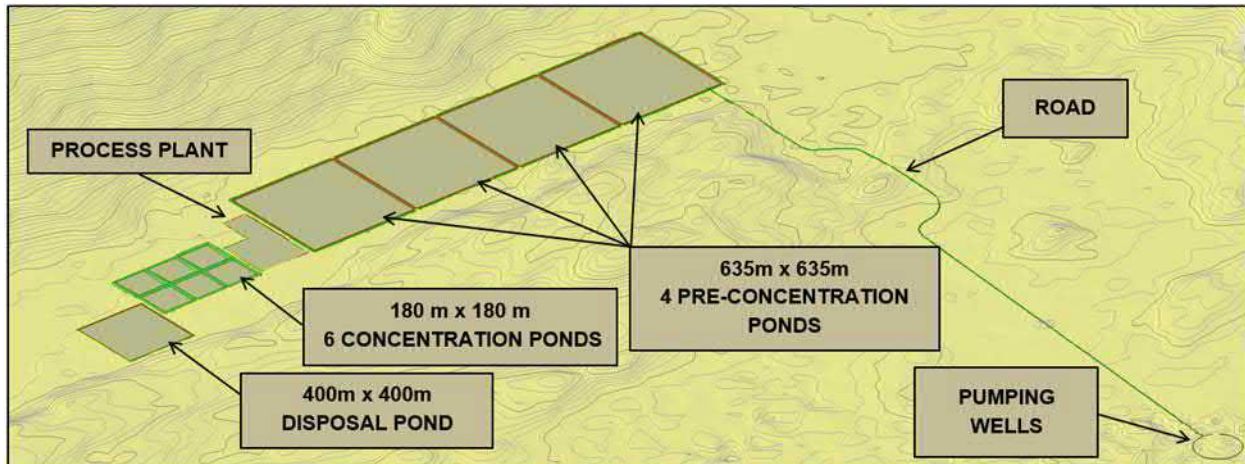 ROAD
PROCESS PLANT
635m x 635m
4 PRE-CONCENTRATION
PONDS
180 m x 180 m
6 CONCENTRATION PONDS
400m x 400m
DISPOSAL POND
PUMPING
WELLS